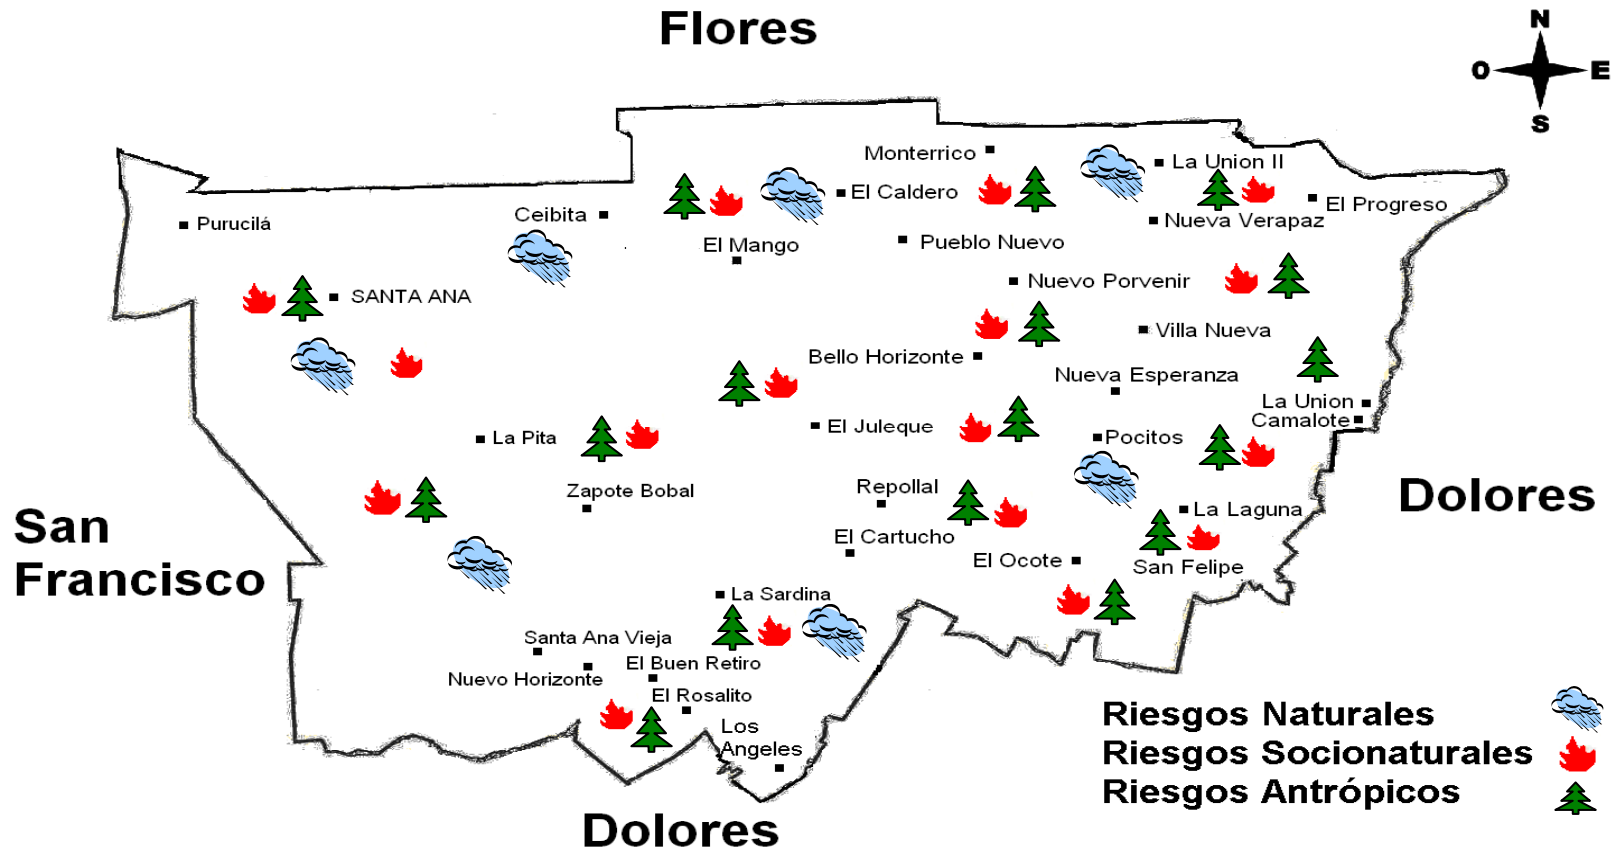 Flores
N
O
E
S
Monterrico
La Union II
El Caldero
El Progreso
Ceibita
Purucilá
Nueva Verapaz
El Mango
Pueblo Nuevo
Nuevo Porvenir
SANTA ANA
Villa Nueva
Bello Horizonte
Nueva Esperanza
La Union
Camalote
El Juleque
La Pita
Pocitos
Zapote Bobal
Repollal
Dolores
La Laguna
San
Francisco
El Cartucho
El Ocote
San Felipe
La Sardina
Santa Ana Vieja
El Buen Retiro
Nuevo Horizonte
El Rosalito
Los
Angeles
Riesgos Naturales
Riesgos Socionaturales
Riesgos Antrópicos
Dolores